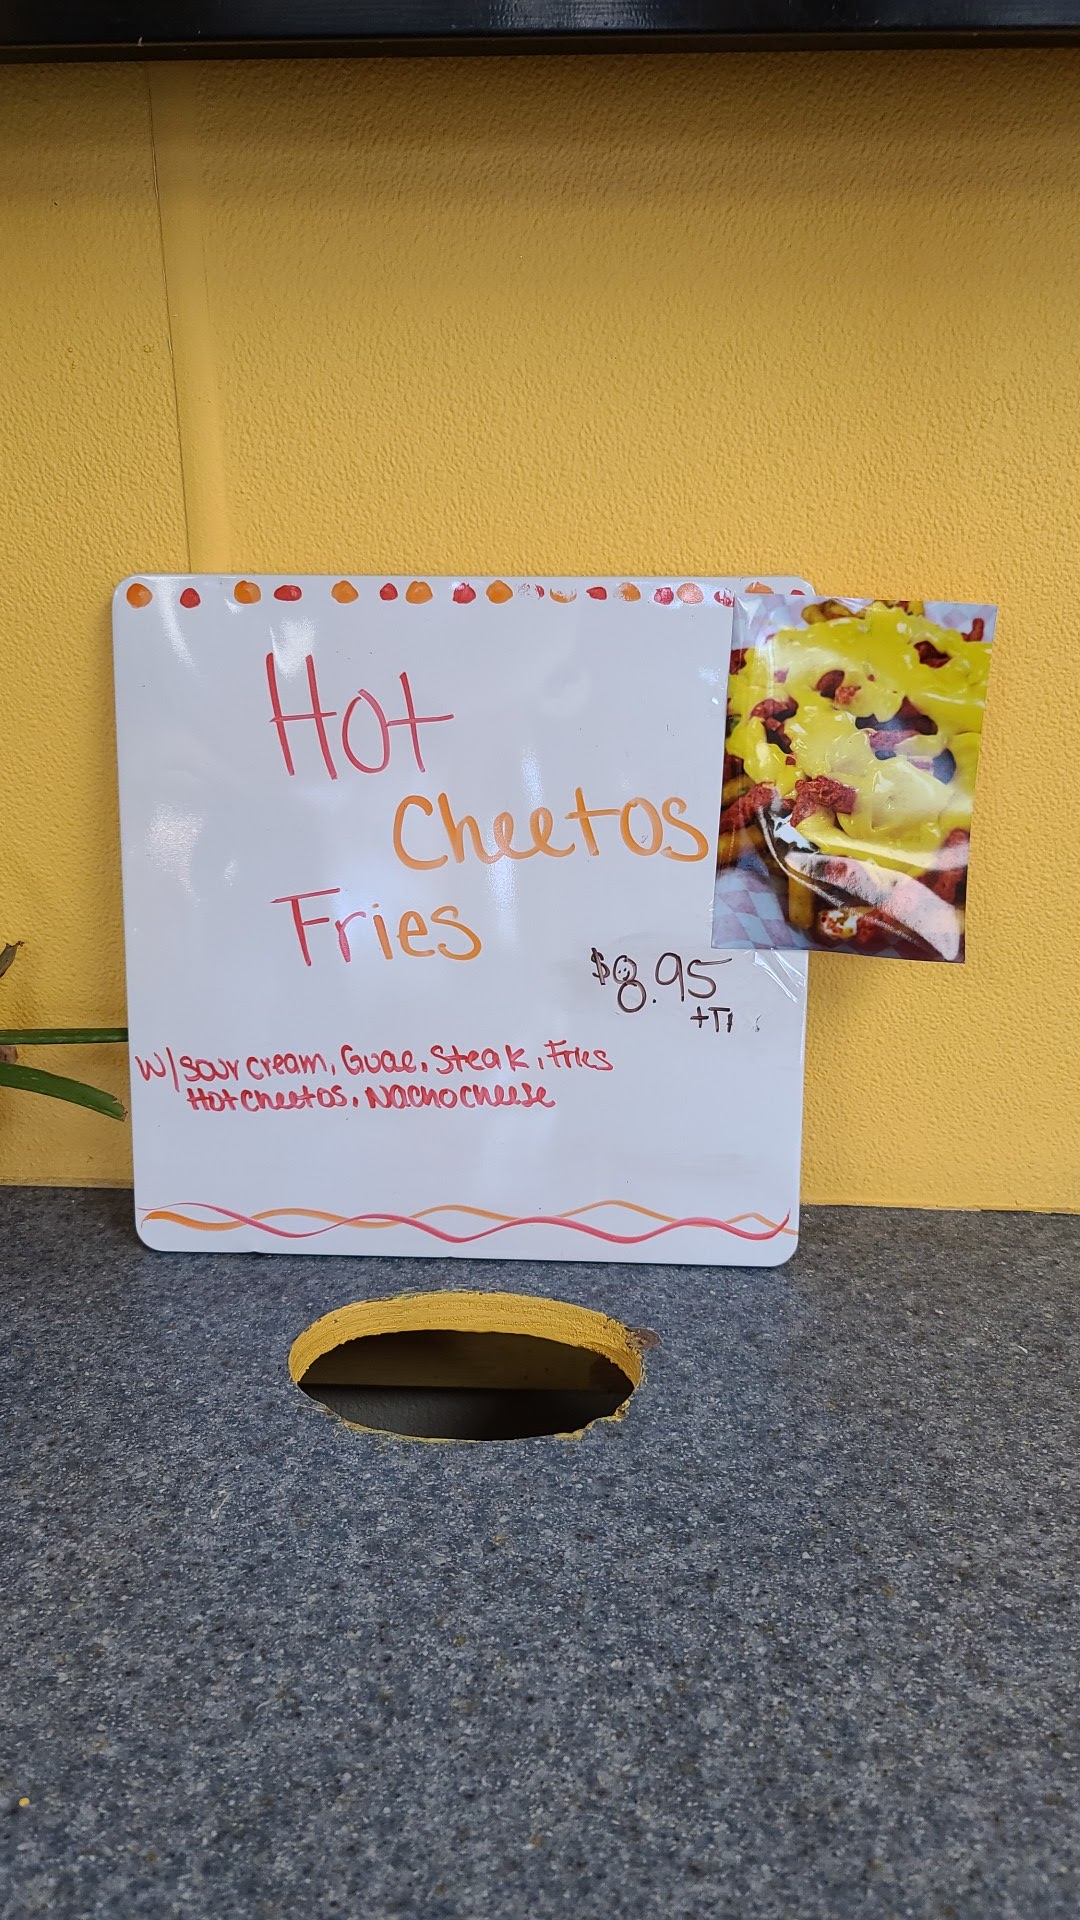 Hot
Cheetos
Fries
$8.95
W/sour cream, Guac, Steak, Fries
Hot cheetos, Nacho cheese